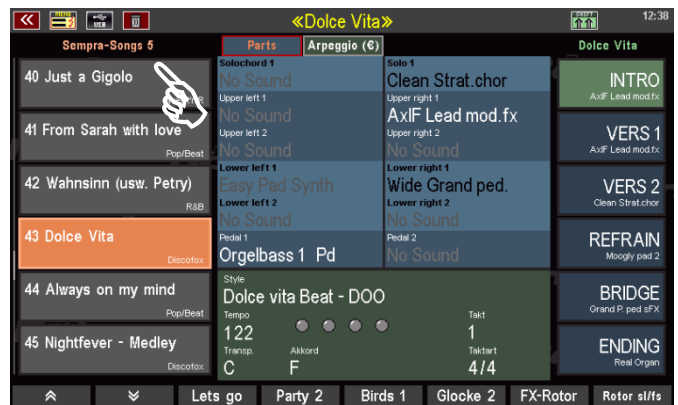 MENU
USB
«Dolce Vita»
SHIFT
12:38
Sempra-Songs 5
Parts
Arpeggio (€)
Dolce Vita
40 Just a Gigolo
41 From Sarah with love
Pop/Beat
42 Wahnsinn (usw. Petry)
R&B
43 Dolce Vita
Discofox
44 Always on my mind
Pop/Beat
45 Nightfever - Medley
Discofox
Solochord 1
No Sound
Solo 1
Clean Strat.chor
Upper left 1
No Sound
Upper right 1
AxlF Lead mod.fx
Upper left 2
No Sound
Upper right 2
No Sound
Lower left 1
Easy Pad Synth
Lower right 1
Wide Grand ped.
Lower left 2
No Sound
Lower right 2
No Sound
Pedal 1
Orgelbass 1 Pd
Pedal 2
No Sound
Style
Dolce vita Beat - DOO
Tempo
122
Takt
1
Transp.
C
Akkord
F
Taktart
4/4
INTRO
AxlF Lead mod.fx
VERS 1
AxlF Lead mod.fx
VERS 2
Clean Strat.chor
REFRAIN
Moogly pad 2
BRIDGE
Grand P. ped sFX
ENDING
Real Organ
Lets go
Party 2
Birds 1
Glocke 2
FX-Rotor
Rotor sl/fs